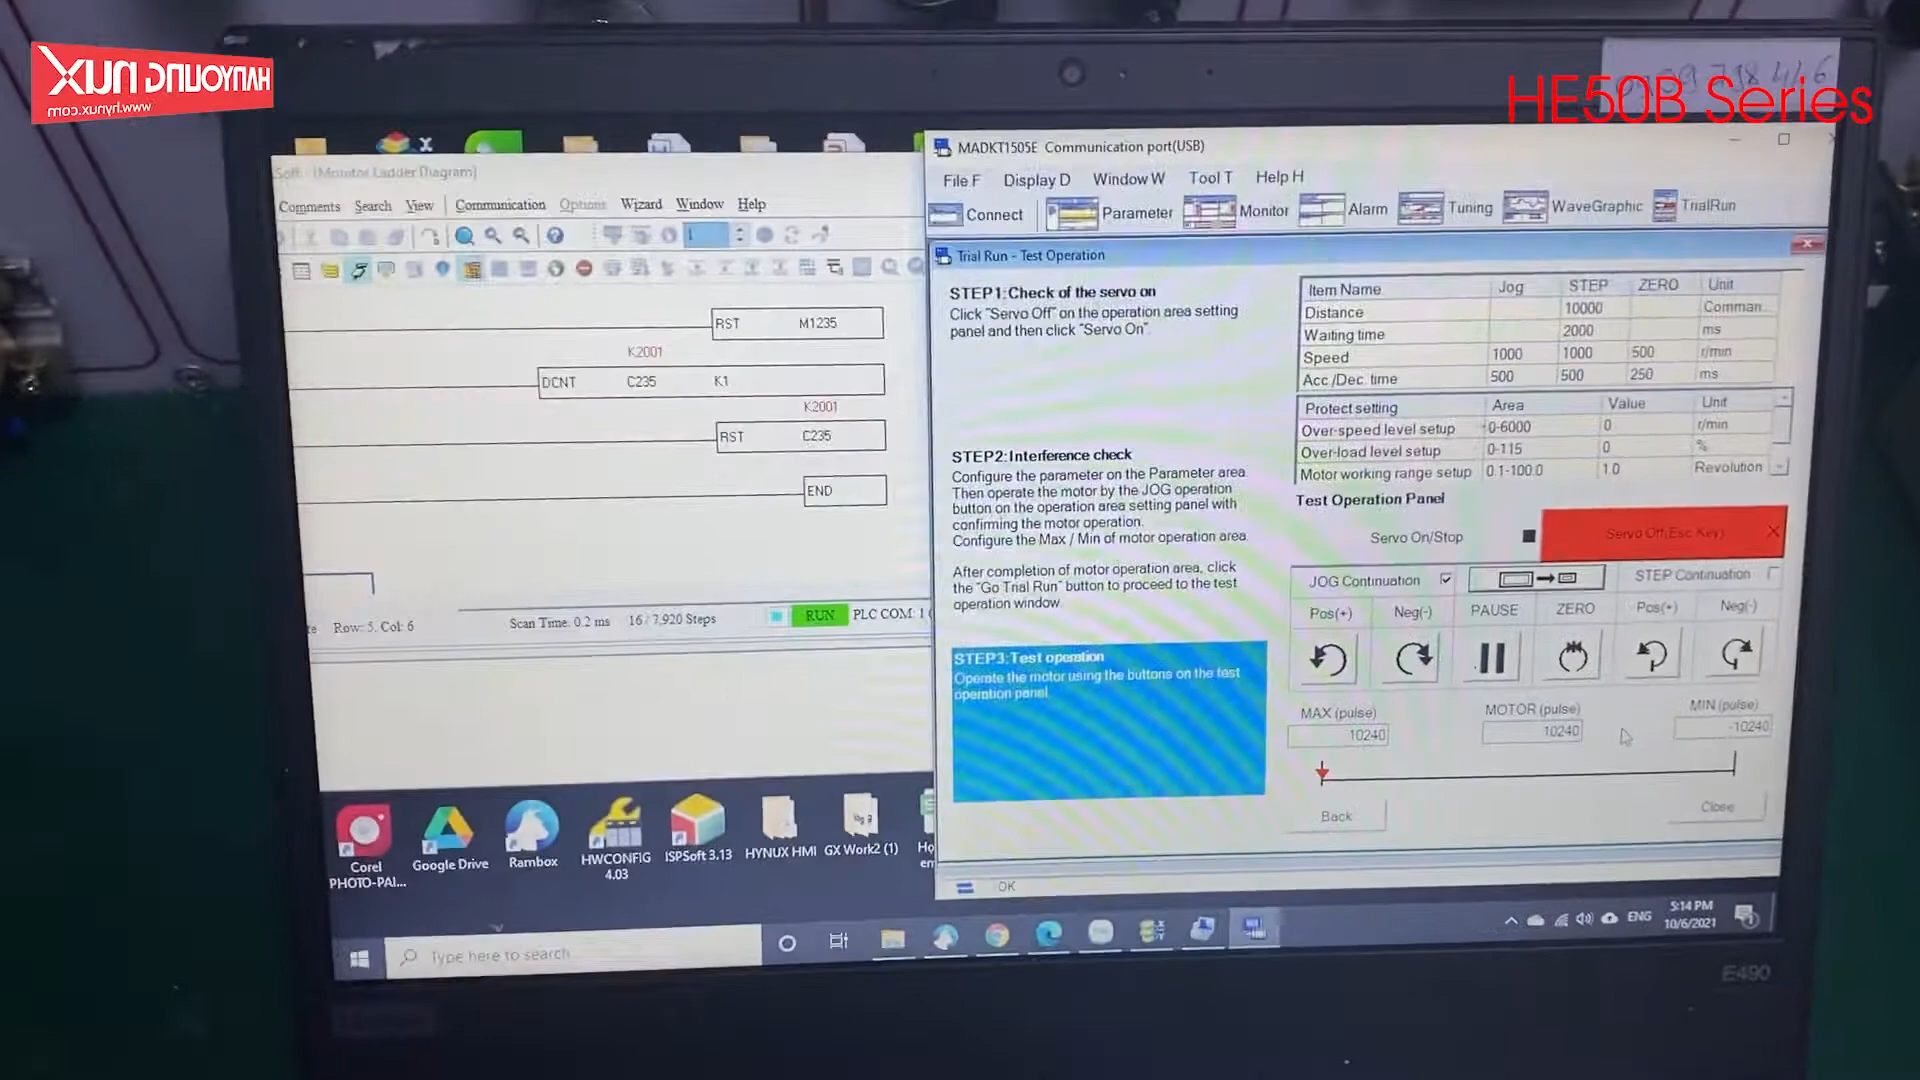 HANYOUNG NUX
www.hynux.com
HE50B Series
Soft - [Monitor Ladder Diagram]
Comments Search View Communication Options Wizard Window Help
1
RST M1235
K2001
DCNT C235 K1
K2001
RST C235
END
Row: 5, Col: 6
Scan Time: 0.2 ms
16 / 7,920 Steps
RUN
PLC COM: 1
MADKT1505E Communication port(USB)
File F Display D Window W Tool T Help H
Connect Parameter Monitor Alarm Tuning WaveGraphic TrialRun
Trial Run - Test Operation
STEP1:Check of the servo on
Click "Servo Off" on the operation area setting
panel and then click "Servo On".
STEP2:Interference check
Configure the parameter on the Parameter area.
Then operate the motor by the JOG operation
button on the operation area setting panel with
confirming the motor operation.
Configure the Max / Min of motor operation area.
After completion of motor operation area, click
the "Go Trial Run" button to proceed to the test
operation window.
STEP3:Test operation
Operate the motor using the buttons on the test
operation panel.
Item Name Jog STEP ZERO Unit
Distance 10000 Comman
Waiting time 2000 ms
Speed 1000 1000 500 r/min
Acc./Dec. time 500 500 250 ms
Protect setting Area Value Unit
Over-speed level setup 0-6000 0 r/min
Over-load level setup 0-115 0 %
Motor working range setup 0.1-100.0 1.0 Revolution
Test Operation Panel
Servo On/Stop
Servo Off(Esc Key)
JOG Continuation
STEP Continuation
Pos(+) Neg(-) PAUSE ZERO Pos(+) Neg(-)
MAX (pulse) MOTOR (pulse) MIN (pulse)
10240 10240 -10240
Back
Close
OK
Corel
PHOTO-PAI...
Google Drive
Rambox
HWCONFIG
4.03
ISPSoft 3.13
HYNUX HMI
GX Work2 (1)
Type here to search
ENG
5:14 PM
10/6/2021
E490